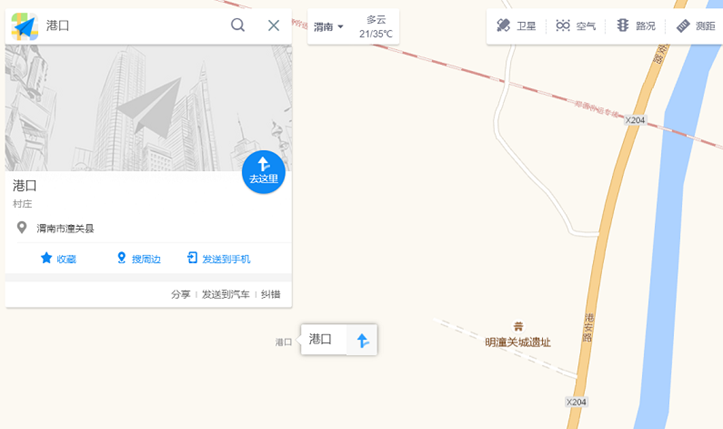 港口
渭南
多云
21/35℃
卫星
空气
路况
测距
去这里
港口
村庄
渭南市潼关县
收藏
搜周边
发送到手机
分享
发送到汽车
纠错
X204
港安路
明潼关城遗址
港口
港口
X204